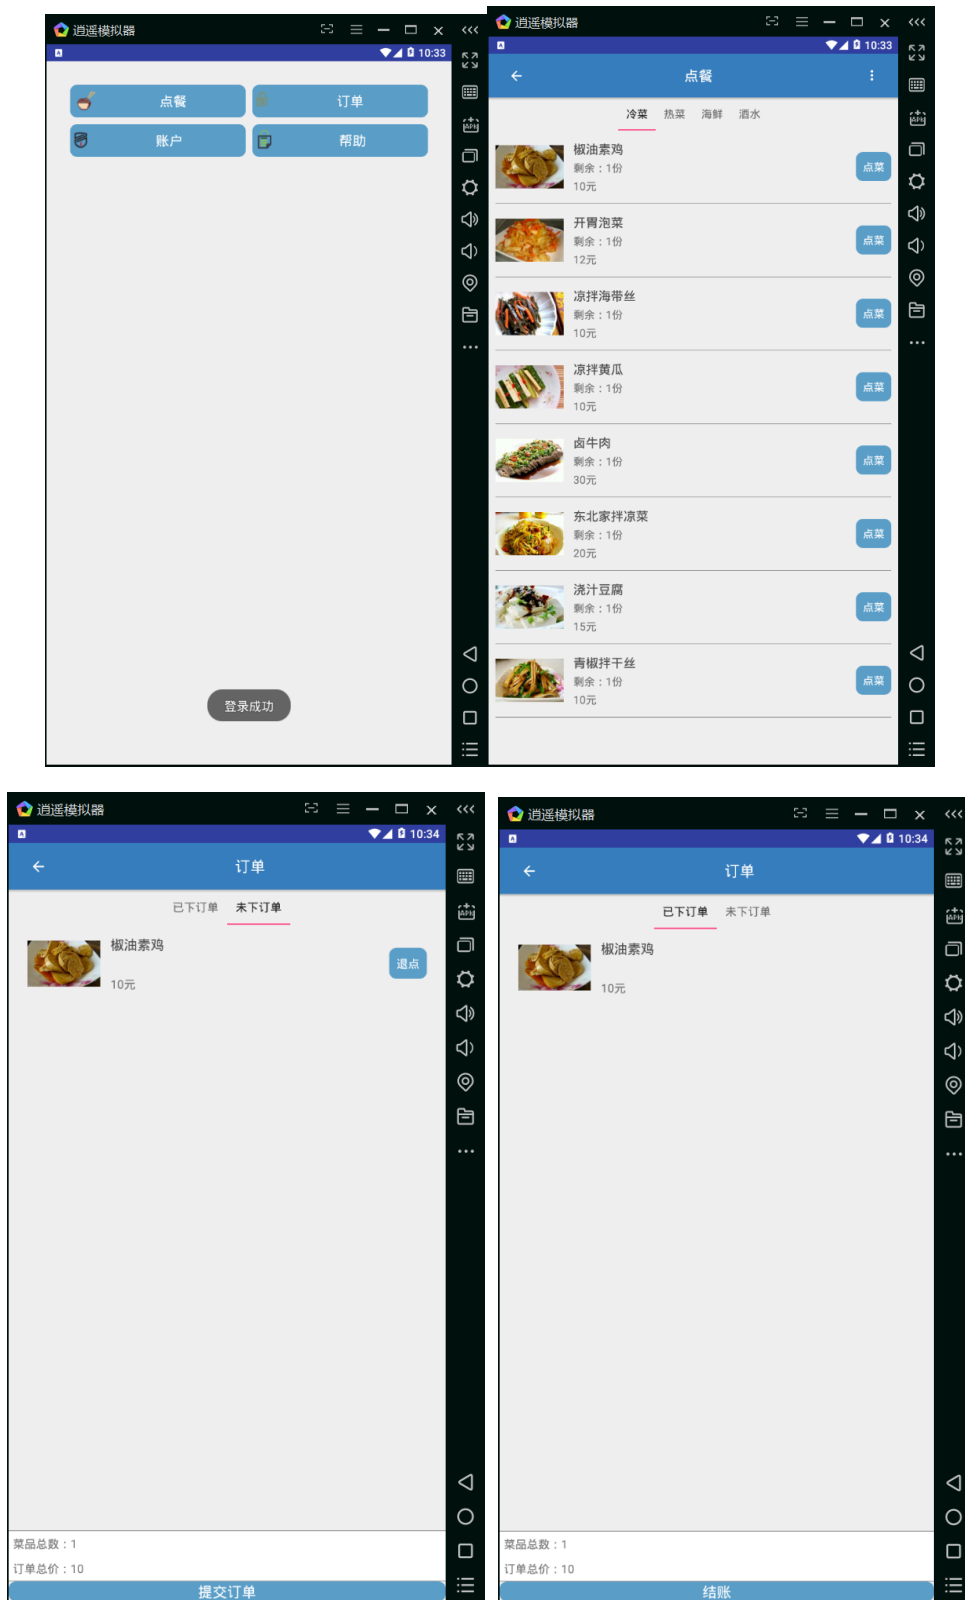 逍遥模拟器
10:33
点餐
订单
账户
帮助
登录成功
逍遥模拟器
10:33
点餐
冷菜 热菜 海鲜 酒水
椒油素鸡
剩余：1份
10元
点菜
开胃泡菜
剩余：1份
12元
点菜
凉拌海带丝
剩余：1份
10元
点菜
凉拌黄瓜
剩余：1份
10元
点菜
卤牛肉
剩余：1份
30元
点菜
东北家拌凉菜
剩余：1份
20元
点菜
浇汁豆腐
剩余：1份
15元
点菜
青椒拌干丝
剩余：1份
10元
点菜
逍遥模拟器
10:34
订单
已下订单 未下订单
椒油素鸡
10元
退点
菜品总数：1
订单总价：10
提交订单
逍遥模拟器
10:34
订单
已下订单 未下订单
椒油素鸡
10元
菜品总数：1
订单总价：10
结账